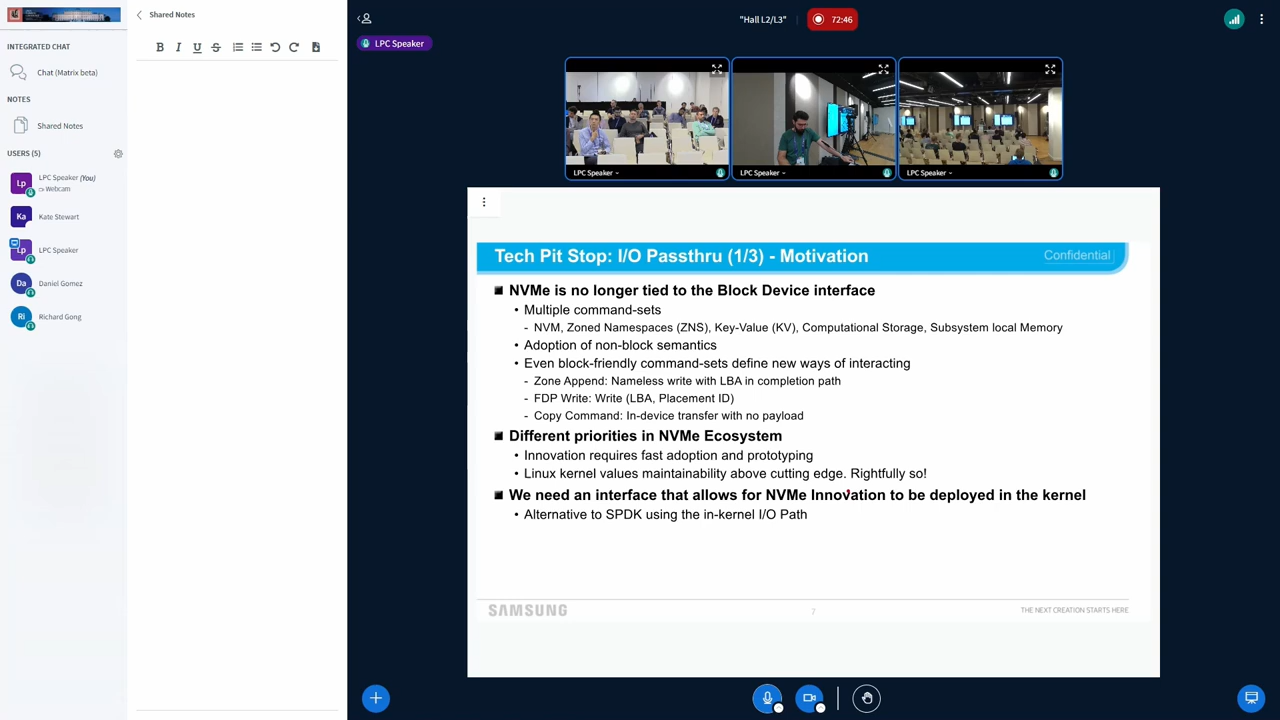 INTEGRATED CHAT
Chat (Matrix beta)
NOTES
Shared Notes
USERS (5)
Lp
LPC Speaker (You)
Webcam
Ka
Kate Stewart
Lp
LPC Speaker
Da
Daniel Gomez
Ri
Richard Gong
Shared Notes
B I U S
"Hall L2/L3"
72:46
LPC Speaker
LPC Speaker
LPC Speaker
LPC Speaker
Tech Pit Stop: I/O Passthru (1/3) - Motivation
Confidential
NVMe is no longer tied to the Block Device interface
• Multiple command-sets
- NVM, Zoned Namespaces (ZNS), Key-Value (KV), Computational Storage, Subsystem local Memory
• Adoption of non-block semantics
• Even block-friendly command-sets define new ways of interacting
- Zone Append: Nameless write with LBA in completion path
- FDP Write: Write (LBA, Placement ID)
- Copy Command: In-device transfer with no payload
Different priorities in NVMe Ecosystem
• Innovation requires fast adoption and prototyping
• Linux kernel values maintainability above cutting edge. Rightfully so!
We need an interface that allows for NVMe Innovation to be deployed in the kernel
• Alternative to SPDK using the in-kernel I/O Path
SAMSUNG
7
THE NEXT CREATION STARTS HERE